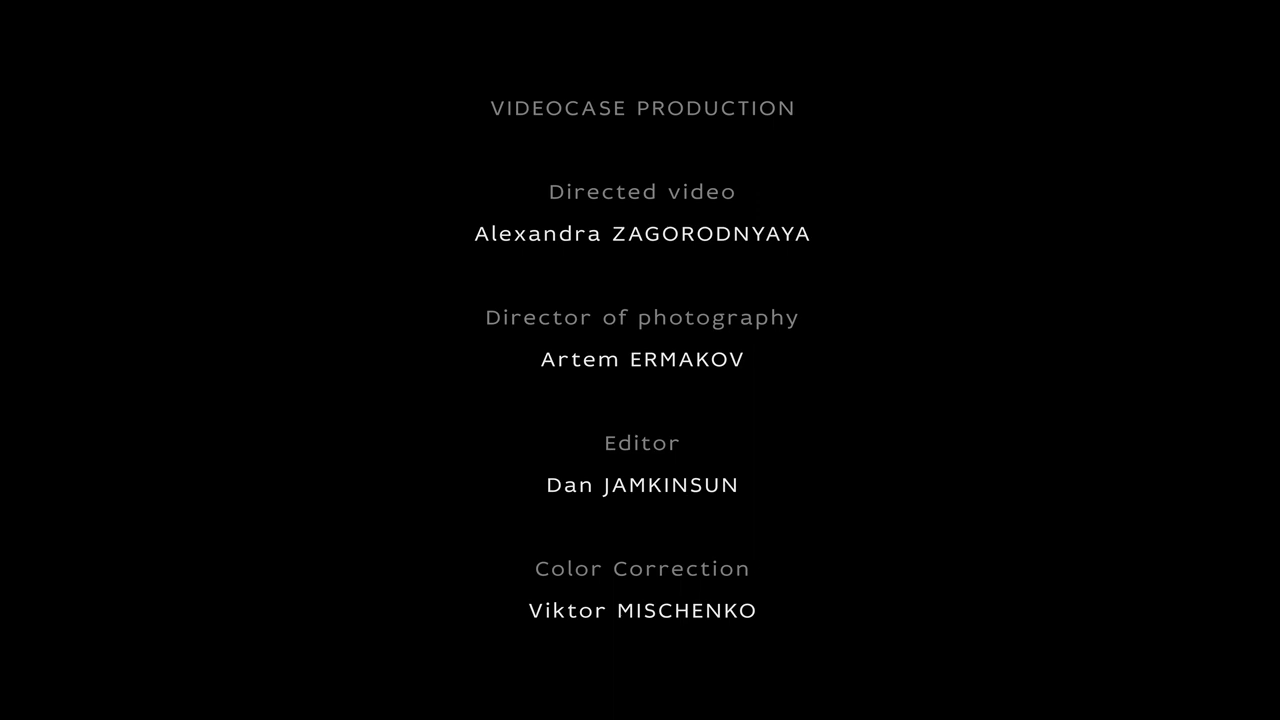 VIDEOCASE PRODUCTION
Directed video
Alexandra ZAGORODNYAYA
Director of photography
Artem ERMAKOV
Editor
Dan JAMKINSUN
Color Correction
Viktor MISCHENKO